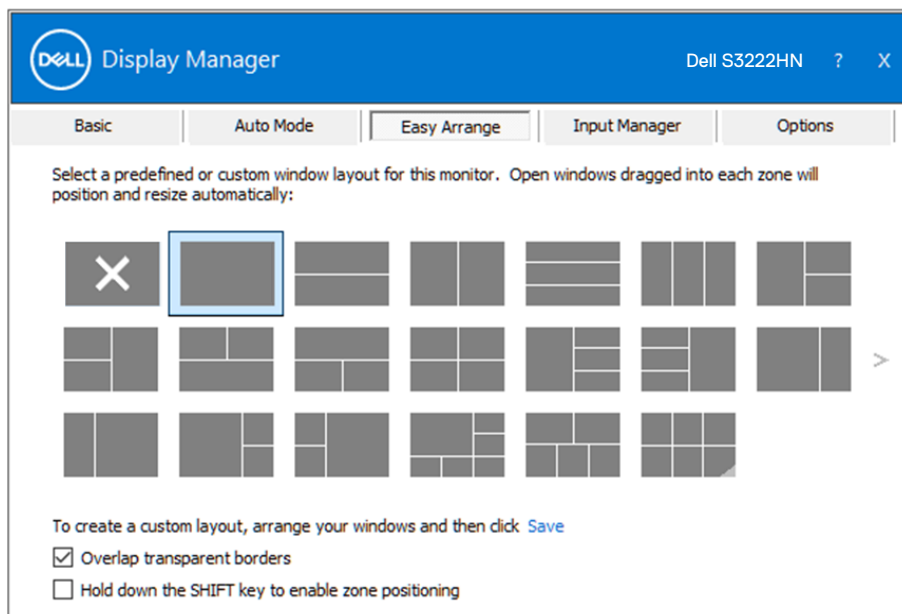 DELL Display Manager Dell S3222HN ? X
Basic Auto Mode Easy Arrange Input Manager Options
Select a predefined or custom window layout for this monitor. Open windows dragged into each zone will
position and resize automatically:
>
To create a custom layout, arrange your windows and then click Save
Overlap transparent borders
Hold down the SHIFT key to enable zone positioning